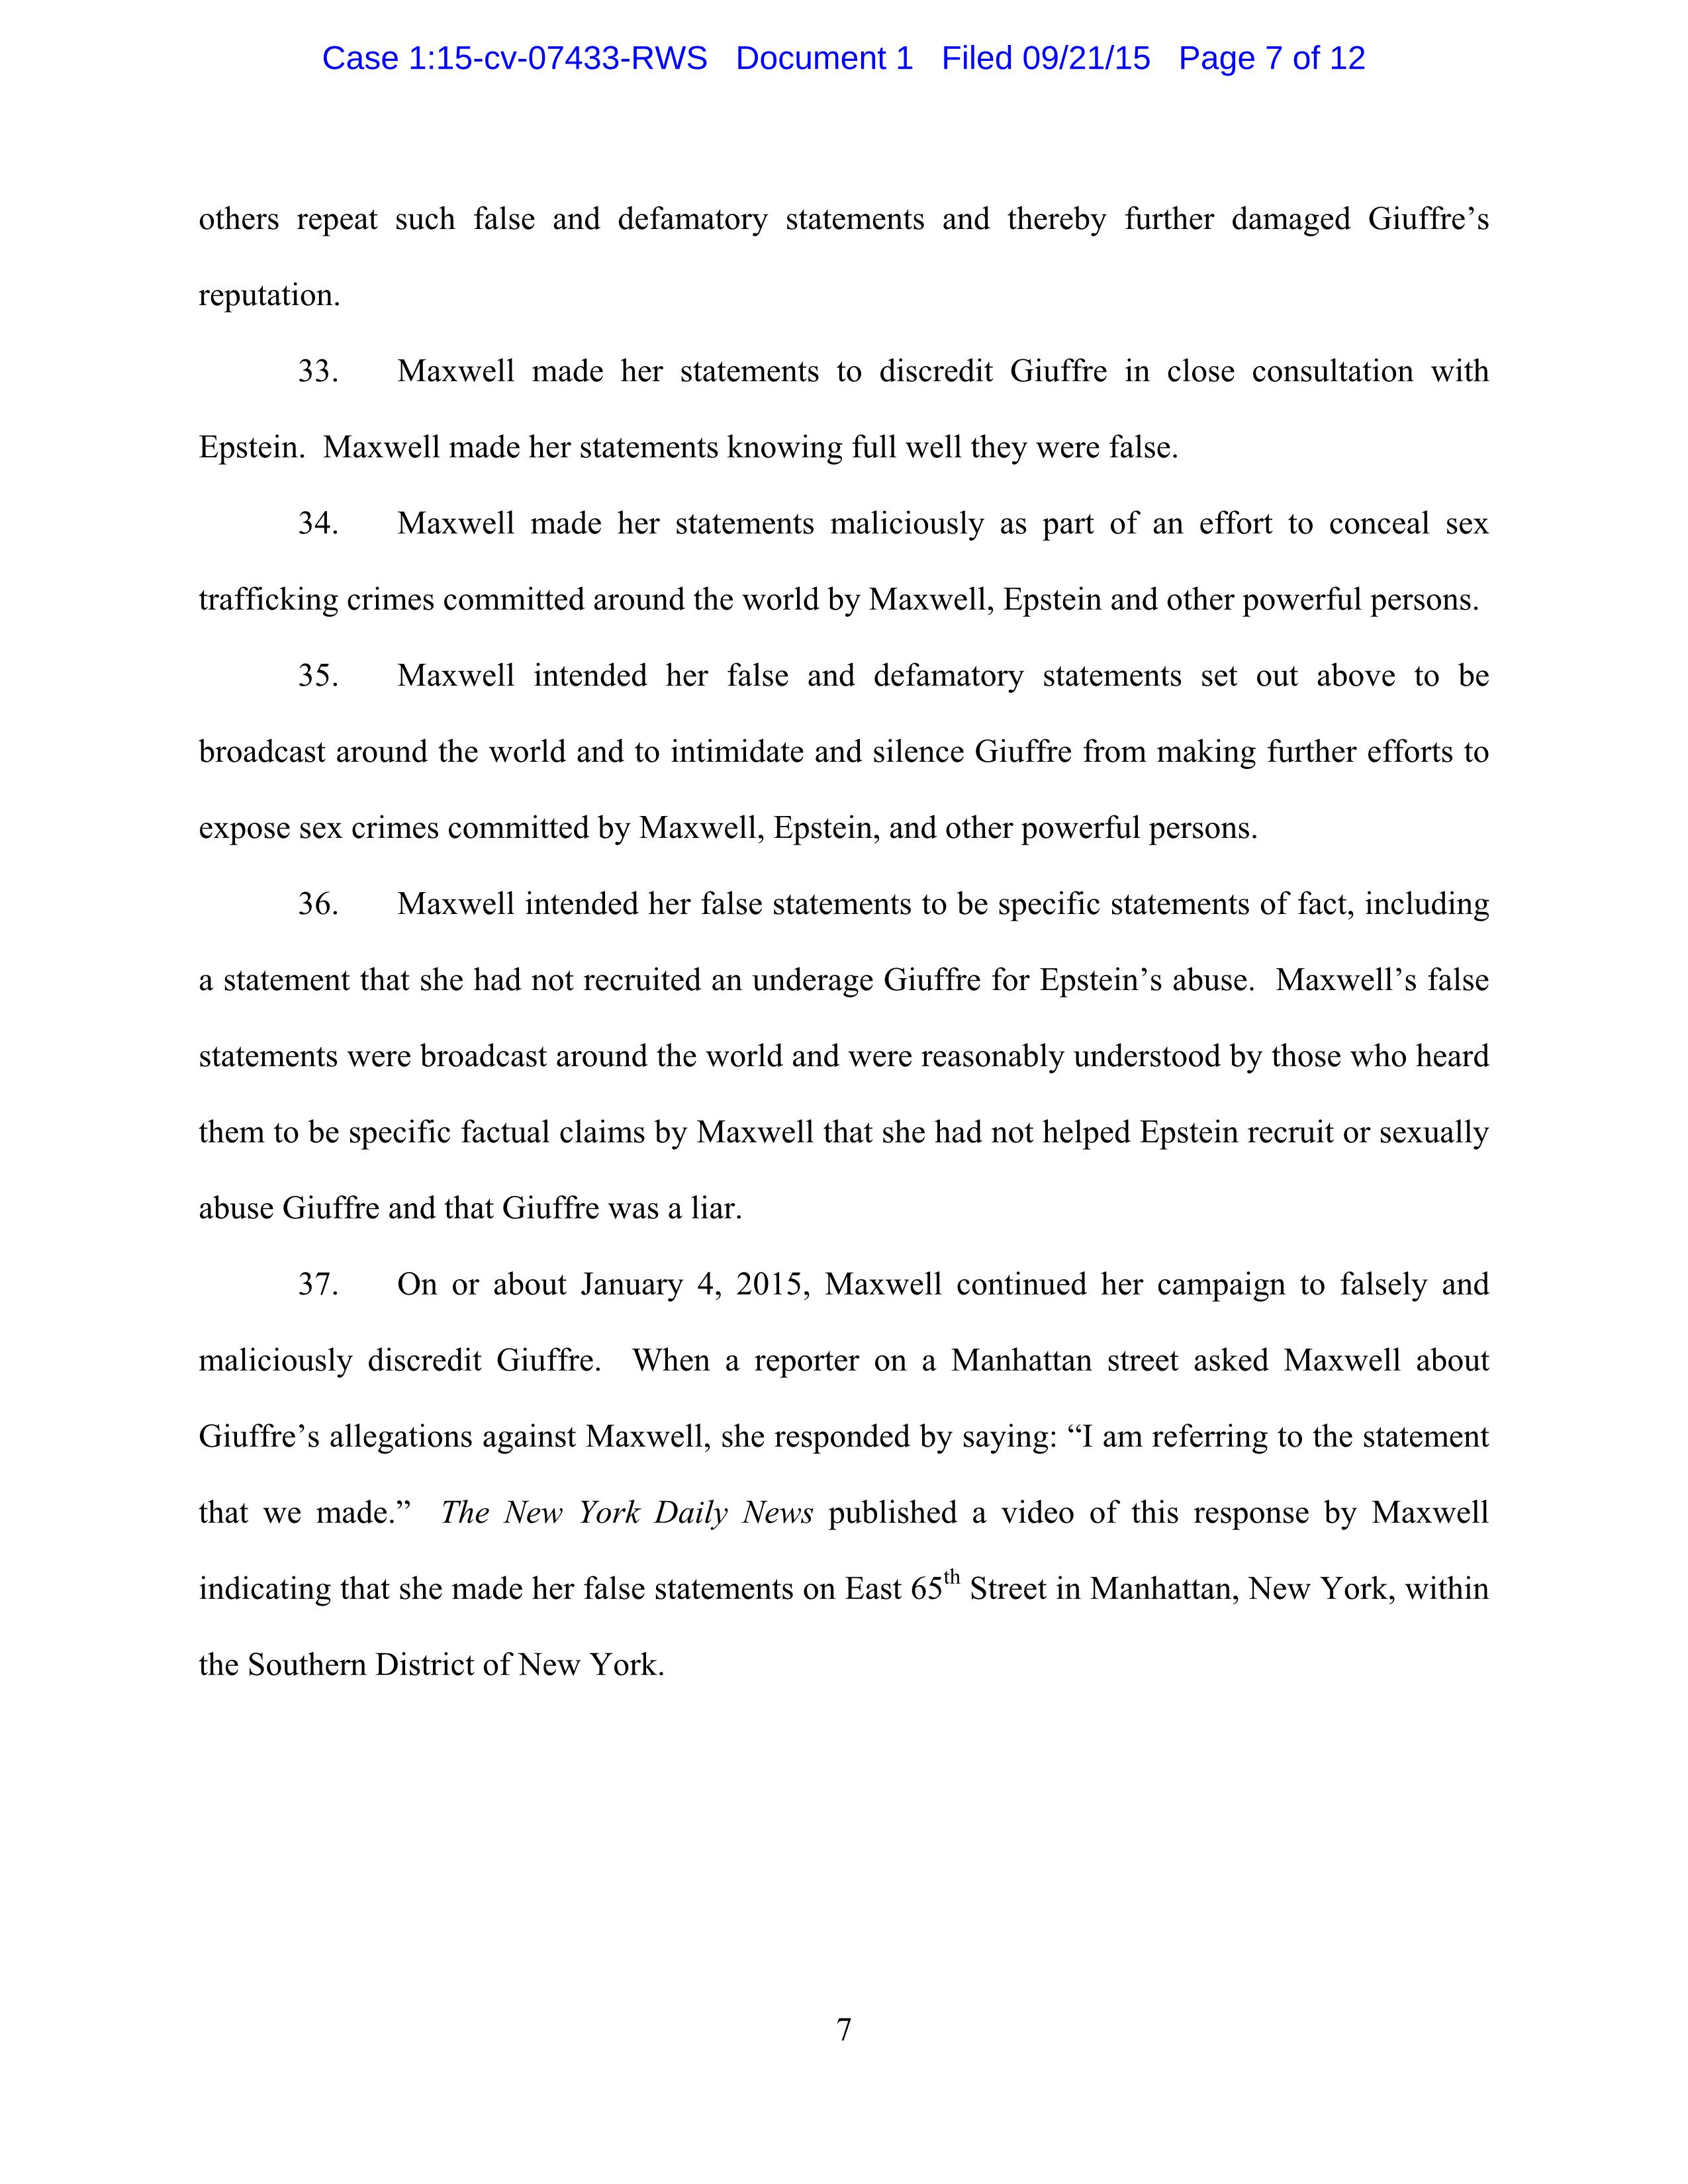 Case 1:15-cv-07433-RWS Document 1 Filed 09/21/15 Page 7 of 12
others repeat such false and defamatory statements and thereby further damaged Giuffre’s
reputation.
33. Maxwell made her statements to discredit Giuffre in close consultation with
Epstein. Maxwell made her statements knowing full well they were false.
34. Maxwell made her statements maliciously as part of an effort to conceal sex
trafficking crimes committed around the world by Maxwell, Epstein and other powerful persons.
35. Maxwell intended her false and defamatory statements set out above to be
broadcast around the world and to intimidate and silence Giuffre from making further efforts to
expose sex crimes committed by Maxwell, Epstein, and other powerful persons.
36. Maxwell intended her false statements to be specific statements of fact, including
a statement that she had not recruited an underage Giuffre for Epstein’s abuse. Maxwell’s false
statements were broadcast around the world and were reasonably understood by those who heard
them to be specific factual claims by Maxwell that she had not helped Epstein recruit or sexually
abuse Giuffre and that Giuffre was a liar.
37. On or about January 4, 2015, Maxwell continued her campaign to falsely and
maliciously discredit Giuffre. When a reporter on a Manhattan street asked Maxwell about
Giuffre’s allegations against Maxwell, she responded by saying: “I am referring to the statement
that we made.” The New York Daily News published a video of this response by Maxwell
indicating that she made her false statements on East 65th Street in Manhattan, New York, within
the Southern District of New York.
7